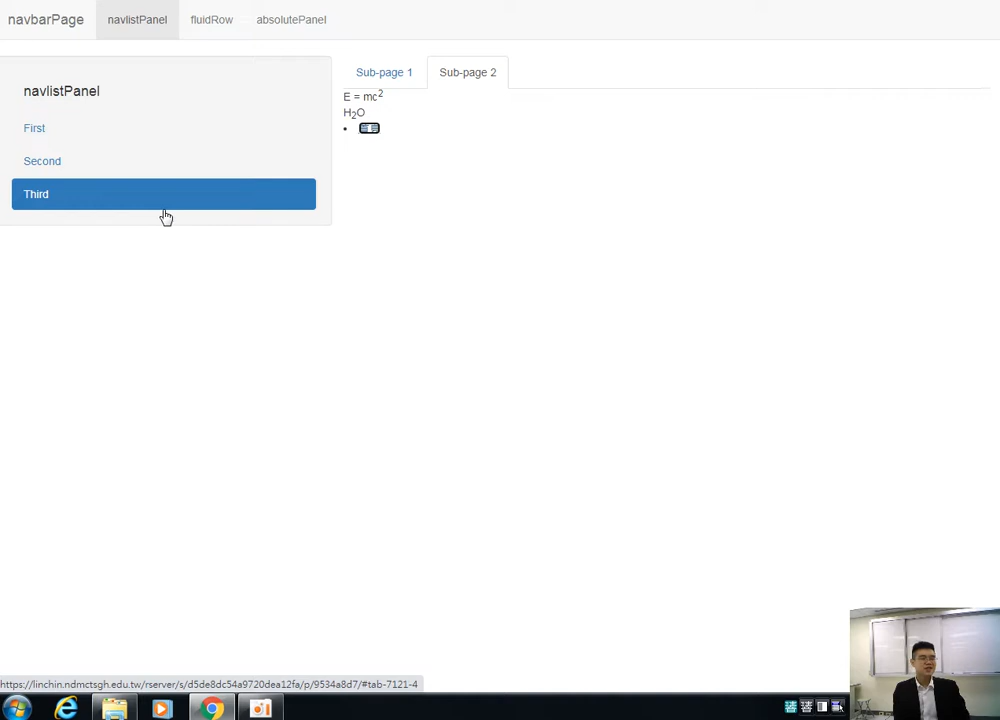 navbarPage navlistPanel fluidRow absolutePanel
navlistPanel
First
Second
Third
Sub-page 1 Sub-page 2
E = mc2
H2O
https://linchin.ndmctsgh.edu.tw/rserver/s/d5de8dc54a9720dea12fa/p/9534a8d7/#tab-7121-4